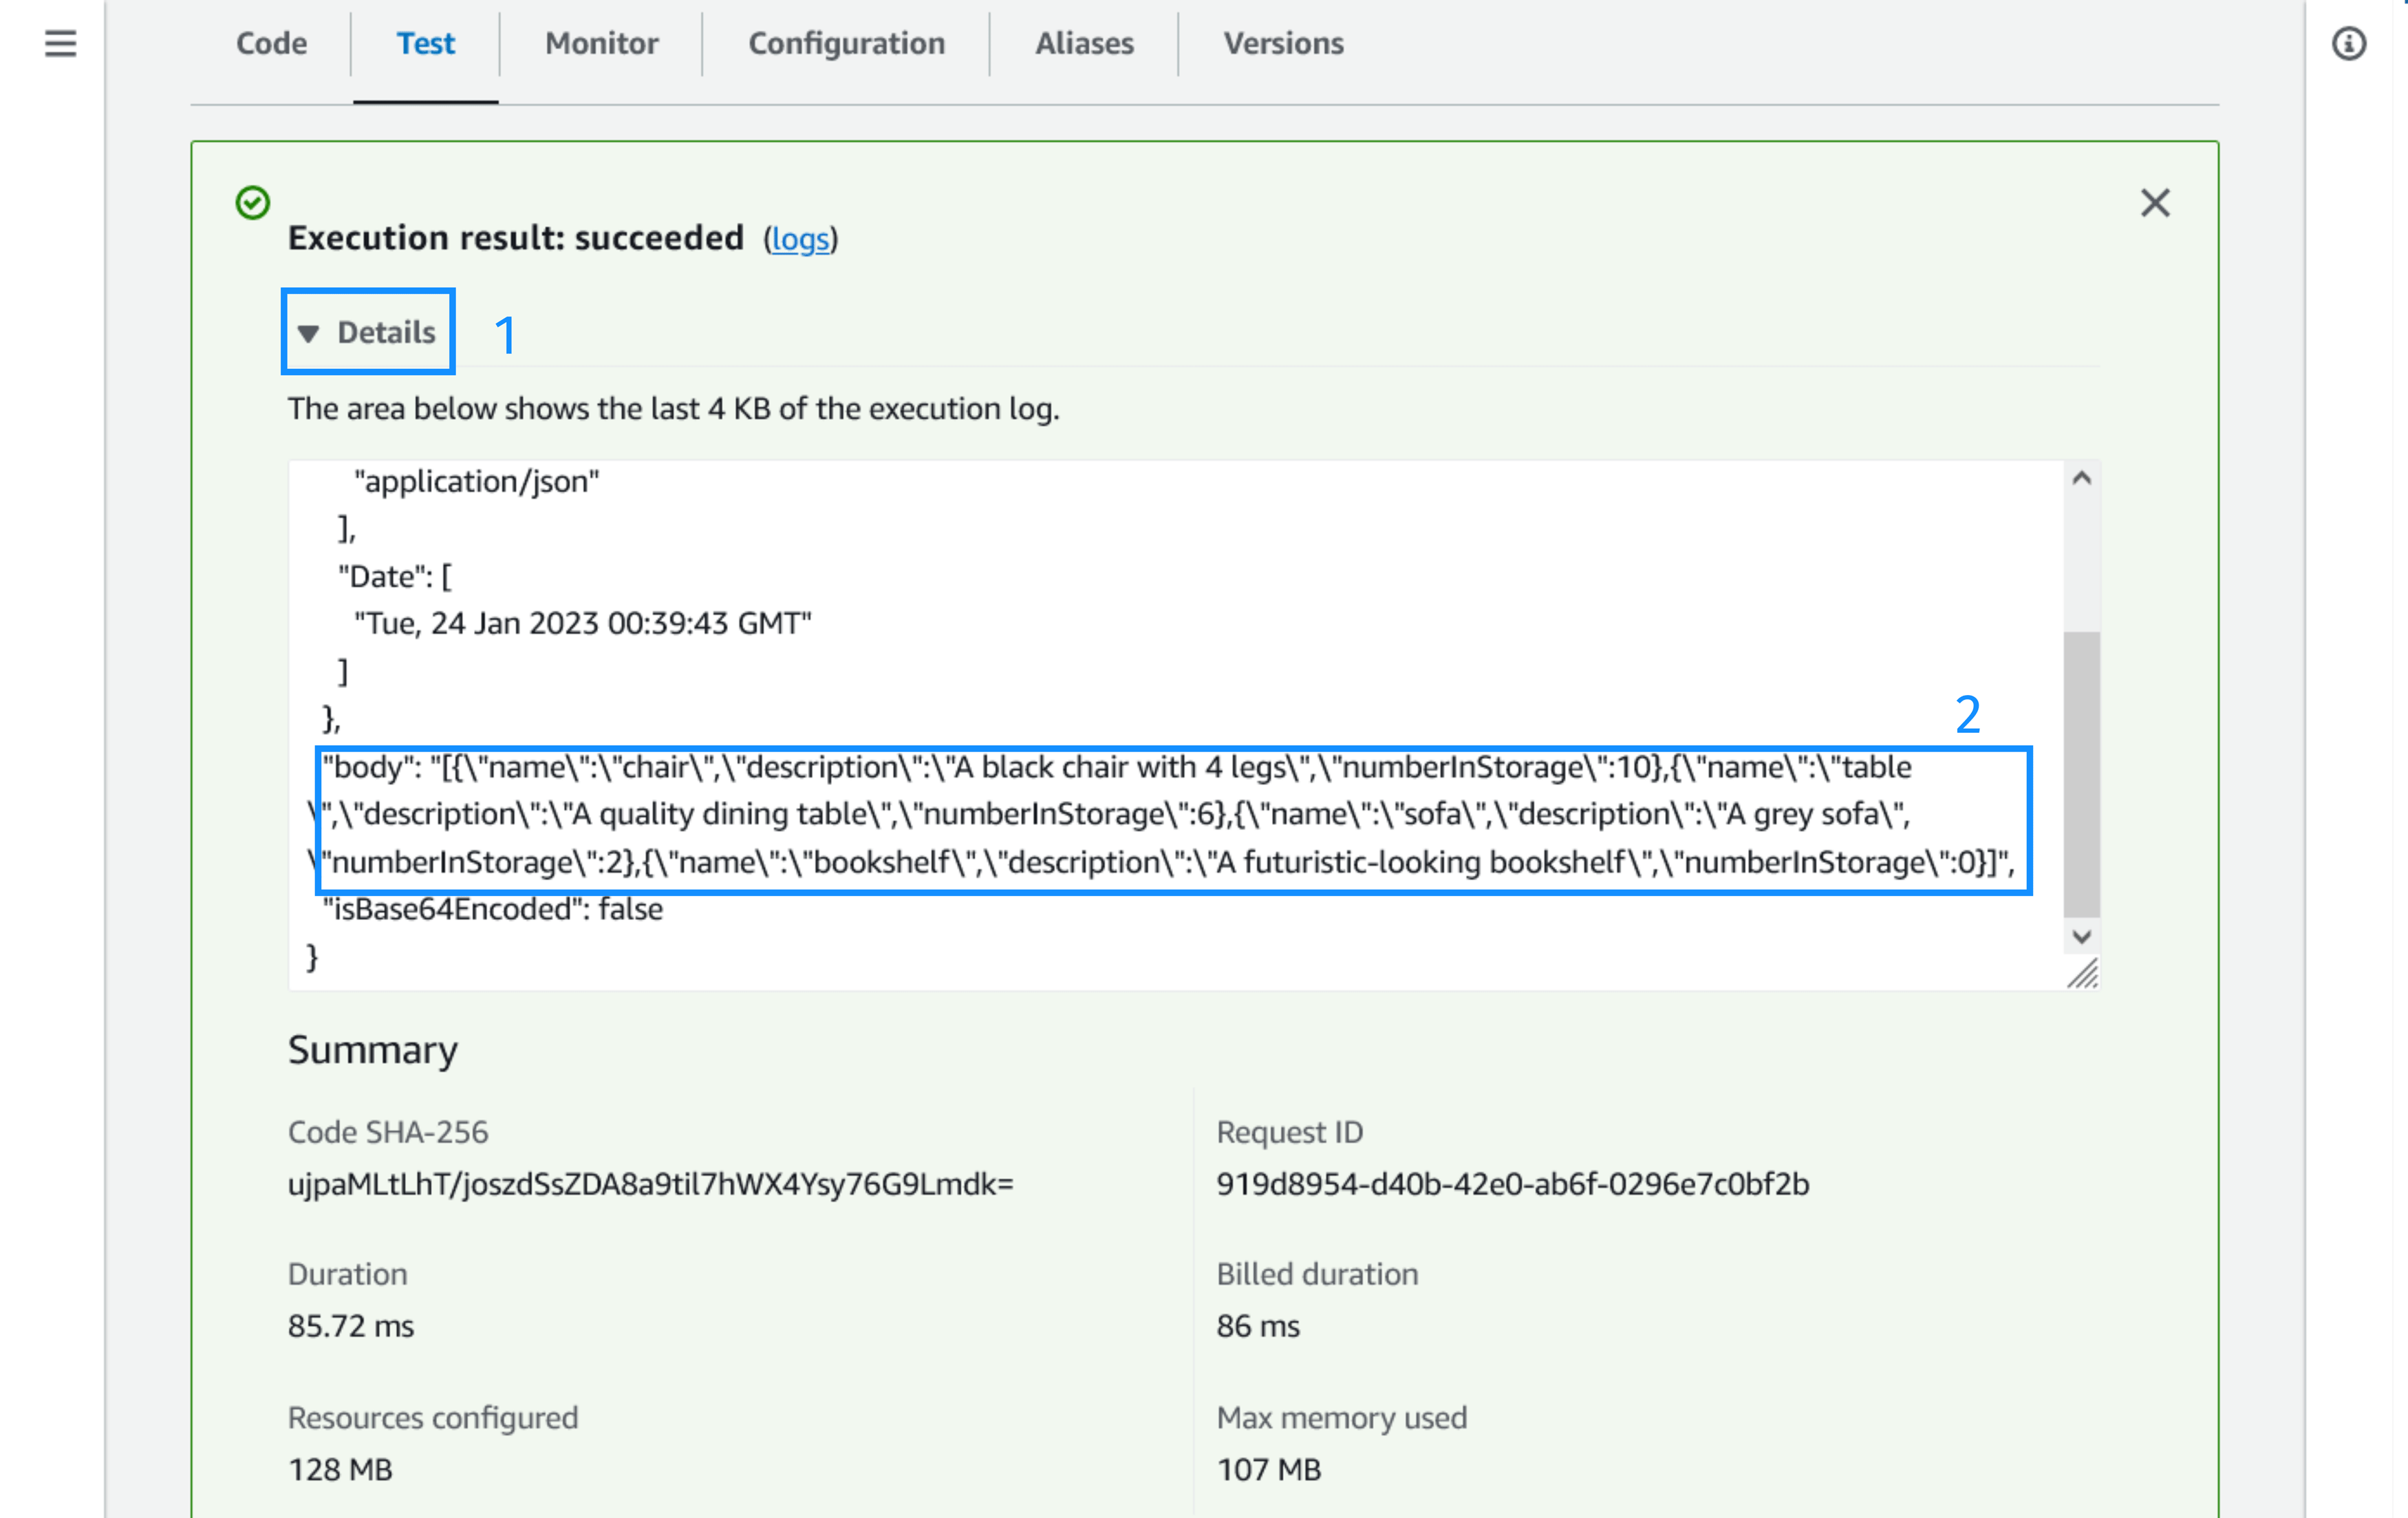 Code Test Monitor Configuration Aliases Versions
Execution result: succeeded (logs)
▼ Details 1
The area below shows the last 4 KB of the execution log.
"application/json"
],
"Date": [
"Tue, 24 Jan 2023 00:39:43 GMT"
]
},
2
"body": "[{\"name\":\"chair\",\"description\":\"A black chair with 4 legs\",\"numberInStorage\":10},{\"name\":\"table
\",\"description\":\"A quality dining table\",\"numberInStorage\":6},{\"name\":\"sofa\",\"description\":\"A grey sofa\",
\"numberInStorage\":2},{\"name\":\"bookshelf\",\"description\":\"A futuristic-looking bookshelf\",\"numberInStorage\":0}]",
"isBase64Encoded": false
}
Summary
Code SHA-256
ujpaMLtLhT/joszdSsZDA8a9til7hWX4Ysy76G9Lmdk=
Request ID
919d8954-d40b-42e0-ab6f-0296e7c0bf2b
Duration
85.72 ms
Billed duration
86 ms
Resources configured
128 MB
Max memory used
107 MB